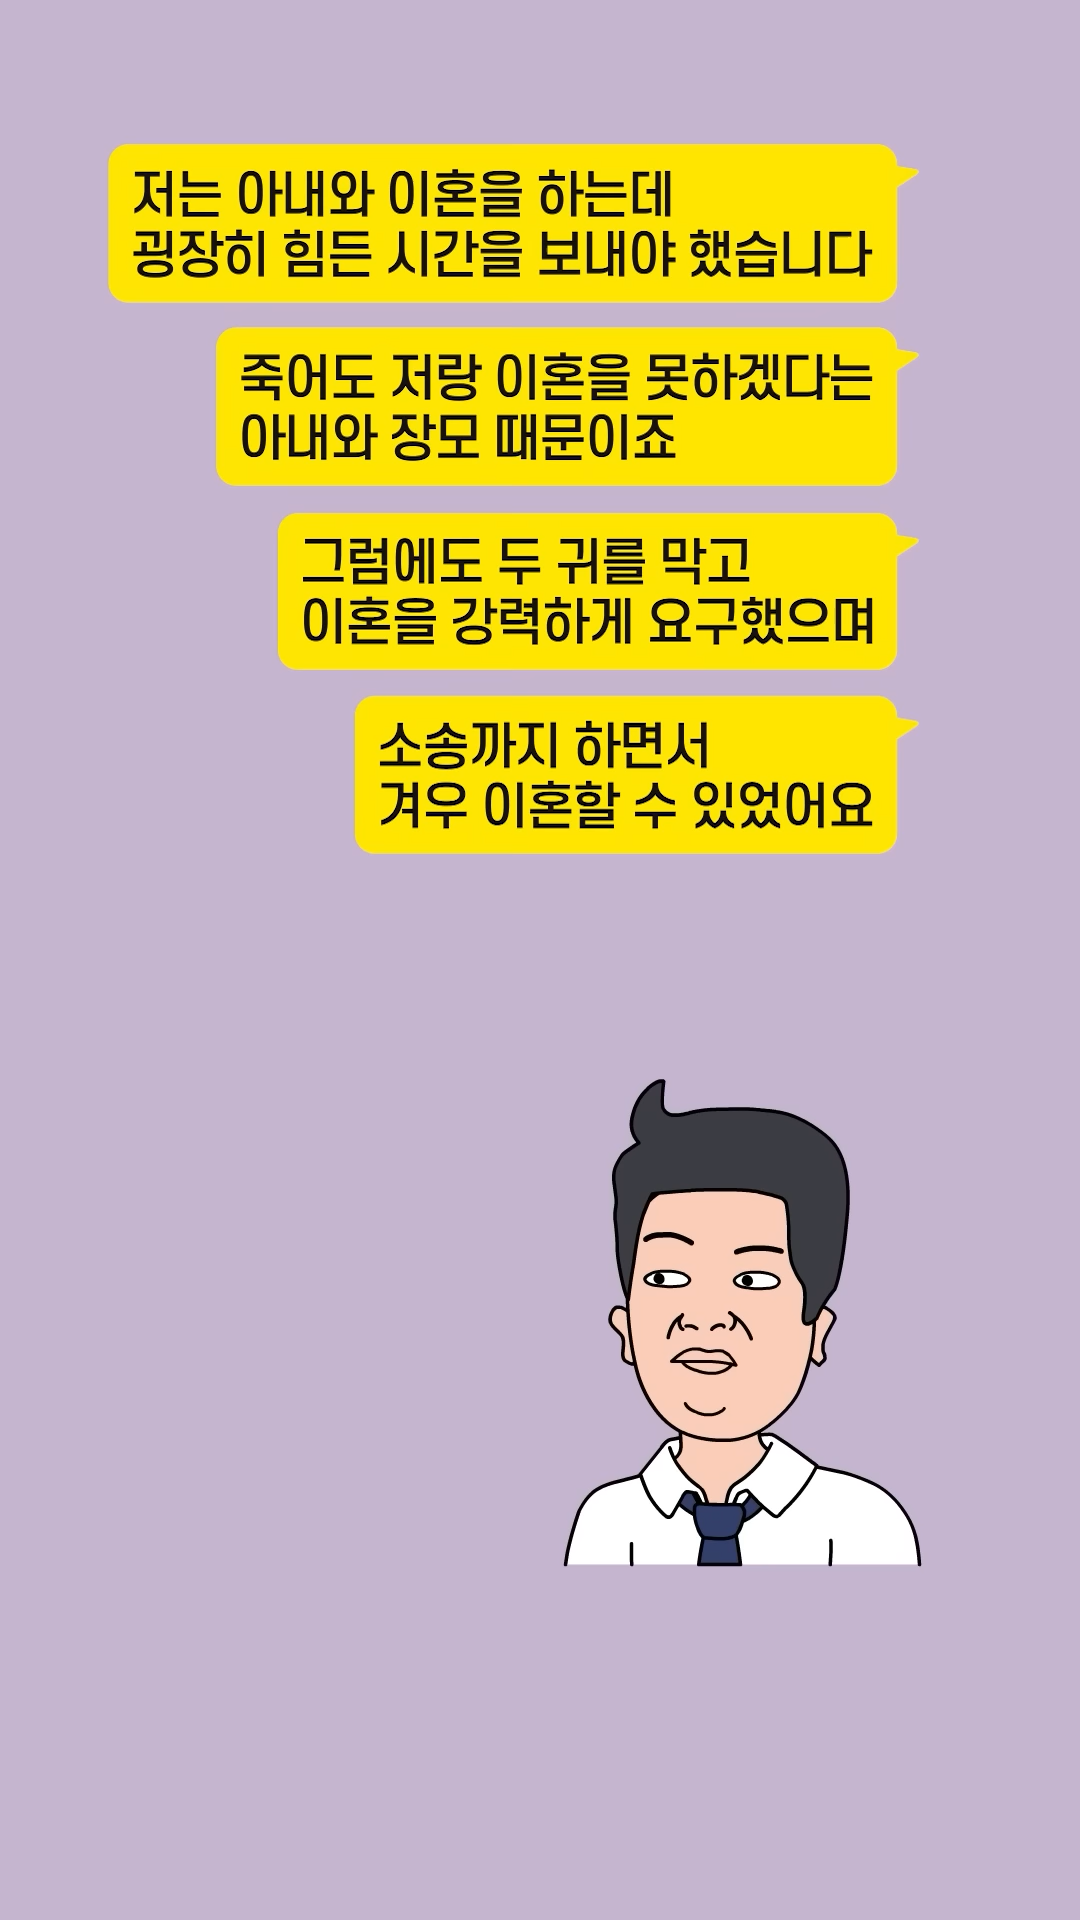 저는 아내와 이혼을 하는데
굉장히 힘든 시간을 보내야 했습니다
죽어도 저랑 이혼을 못하겠다는
아내와 장모 때문이죠
그럼에도 두 귀를 막고
이혼을 강력하게 요구했으며
소송까지 하면서
겨우 이혼할 수 있었어요